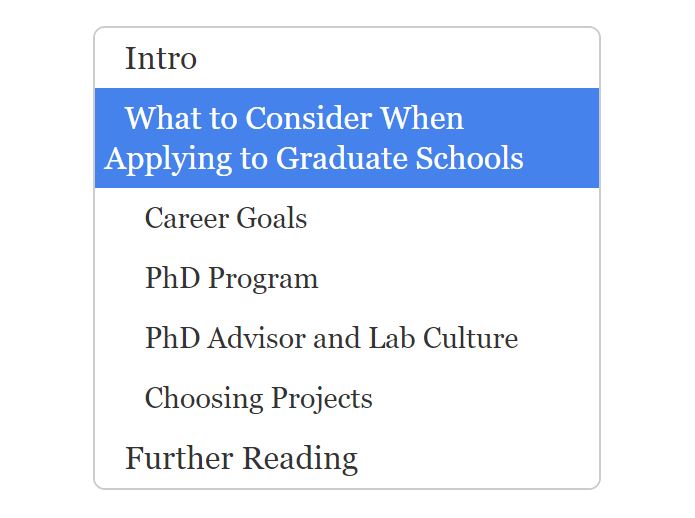 Intro
What to Consider When
Applying to Graduate Schools
Career Goals
PhD Program
PhD Advisor and Lab Culture
Choosing Projects
Further Reading